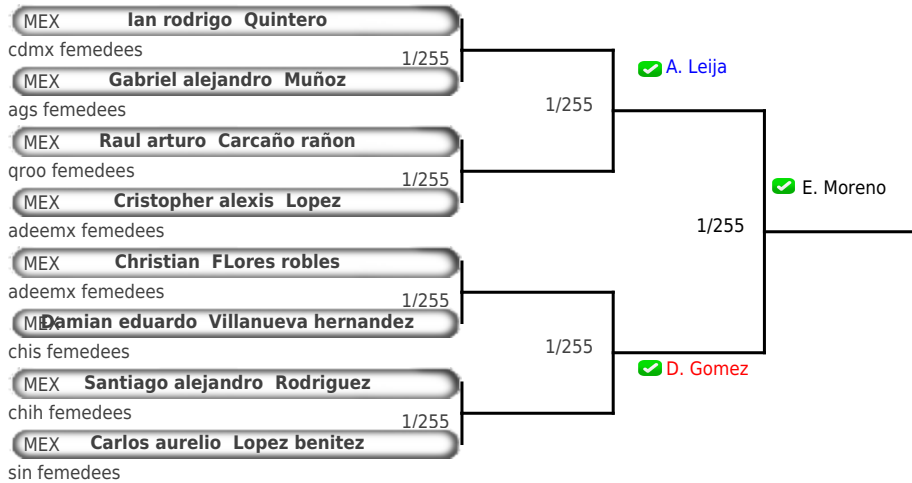 MEX Ian rodrigo Quintero
cdmx femedees
1/255
MEX Gabriel alejandro Muñoz
ags femedees
A. Leija
1/255
MEX Raul arturo Carcaño rañon
qroo femedees
1/255
MEX Cristopher alexis Lopez
adeemx femedees
E. Moreno
1/255
MEX Christian FLores robles
adeemx femedees
1/255
MEX Damian eduardo Villanueva hernandez
chis femedees
1/255
D. Gomez
MEX Santiago alejandro Rodriguez
chih femedees
1/255
MEX Carlos aurelio Lopez benitez
sin femedees